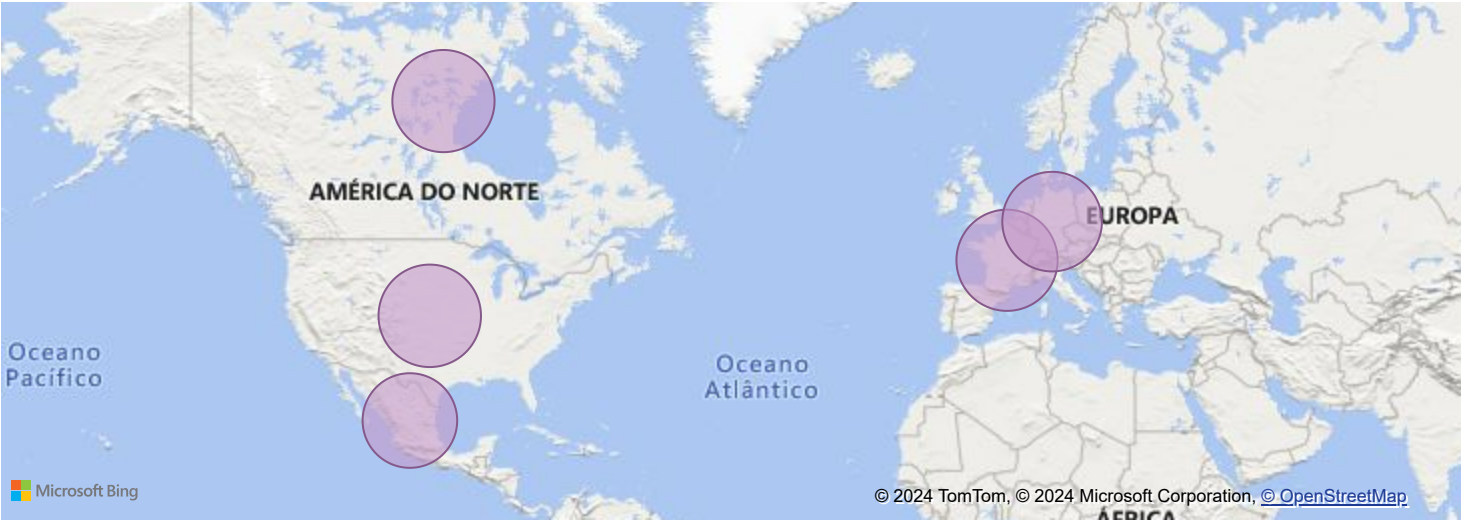 AMÉRICA DO NORTE
EUROPA
Oceano
Pacífico
Oceano
Atlântico
Microsoft Bing
© 2024 TomTom, © 2024 Microsoft Corporation, © OpenStreetMap
ÁFRICA